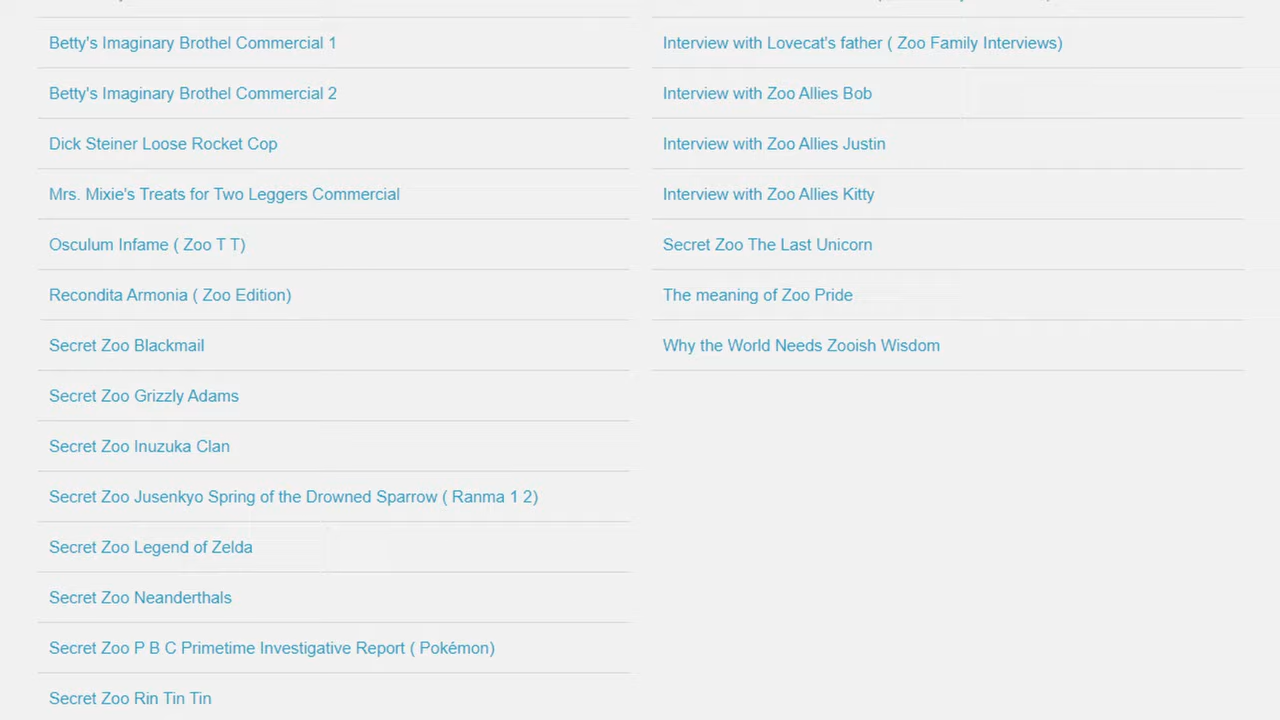 Betty's Imaginary Brothel Commercial 1
Betty's Imaginary Brothel Commercial 2
Dick Steiner Loose Rocket Cop
Mrs. Mixie's Treats for Two Leggers Commercial
Osculum Infame ( Zoo T T)
Recondita Armonia ( Zoo Edition)
Secret Zoo Blackmail
Secret Zoo Grizzly Adams
Secret Zoo Inuzuka Clan
Secret Zoo Jusenkyo Spring of the Drowned Sparrow ( Ranma 1 2)
Secret Zoo Legend of Zelda
Secret Zoo Neanderthals
Secret Zoo P B C Primetime Investigative Report ( Pokémon)
Secret Zoo Rin Tin Tin
Interview with Lovecat's father ( Zoo Family Interviews)
Interview with Zoo Allies Bob
Interview with Zoo Allies Justin
Interview with Zoo Allies Kitty
Secret Zoo The Last Unicorn
The meaning of Zoo Pride
Why the World Needs Zooish Wisdom